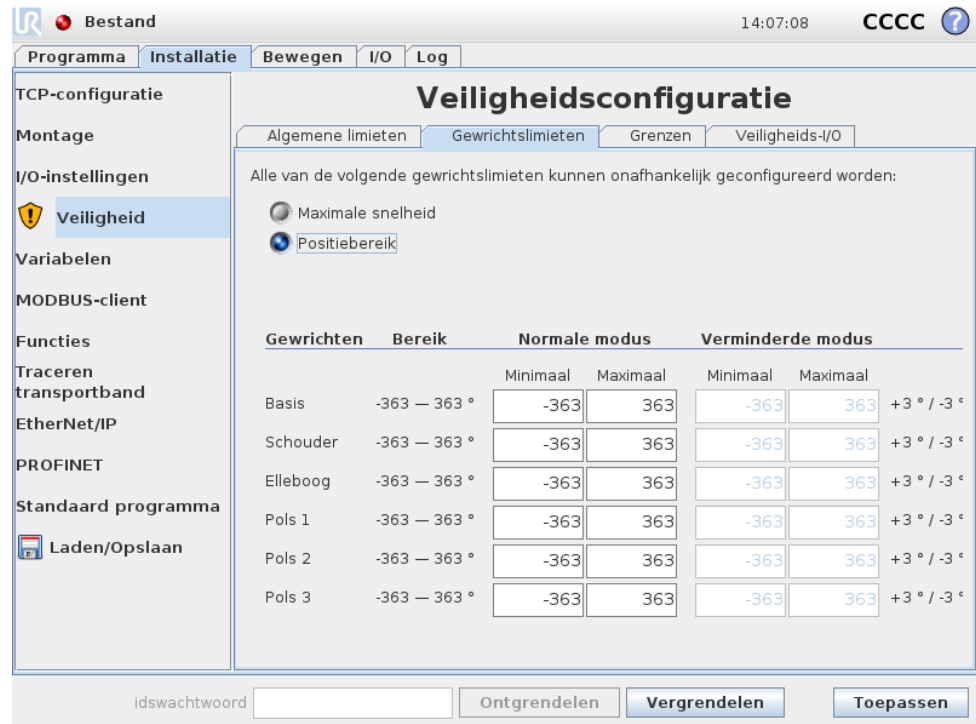 UR Bestand 14:07:08 CCCC ?
Programma Installatie Bewegen I/O Log
TCP-configuratie
Montage
I/O-instellingen
Veiligheid
Variabelen
MODBUS-client
Functies
Traceren
transportband
EtherNet/IP
PROFINET
Standaard programma
Laden/Opslaan
Veiligheidsconfiguratie
Algemene limieten Gewrichtslimieten Grenzen Veiligheids-I/O
Alle van de volgende gewrichtslimieten kunnen onafhankelijk geconfigureerd worden:
Maximale snelheid
Positiebereik
Gewrichten Bereik Normale modus Verminderde modus
Minimaal Maximaal Minimaal Maximaal
Basis -363 — 363 ° -363 363 -363 363 +3 ° / -3 °
Schouder -363 — 363 ° -363 363 -363 363 +3 ° / -3 °
Elleboog -363 — 363 ° -363 363 -363 363 +3 ° / -3 °
Pols 1 -363 — 363 ° -363 363 -363 363 +3 ° / -3 °
Pols 2 -363 — 363 ° -363 363 -363 363 +3 ° / -3 °
Pols 3 -363 — 363 ° -363 363 -363 363 +3 ° / -3 °
idswachtwoord Ontgrendelen Vergrendelen Toepassen